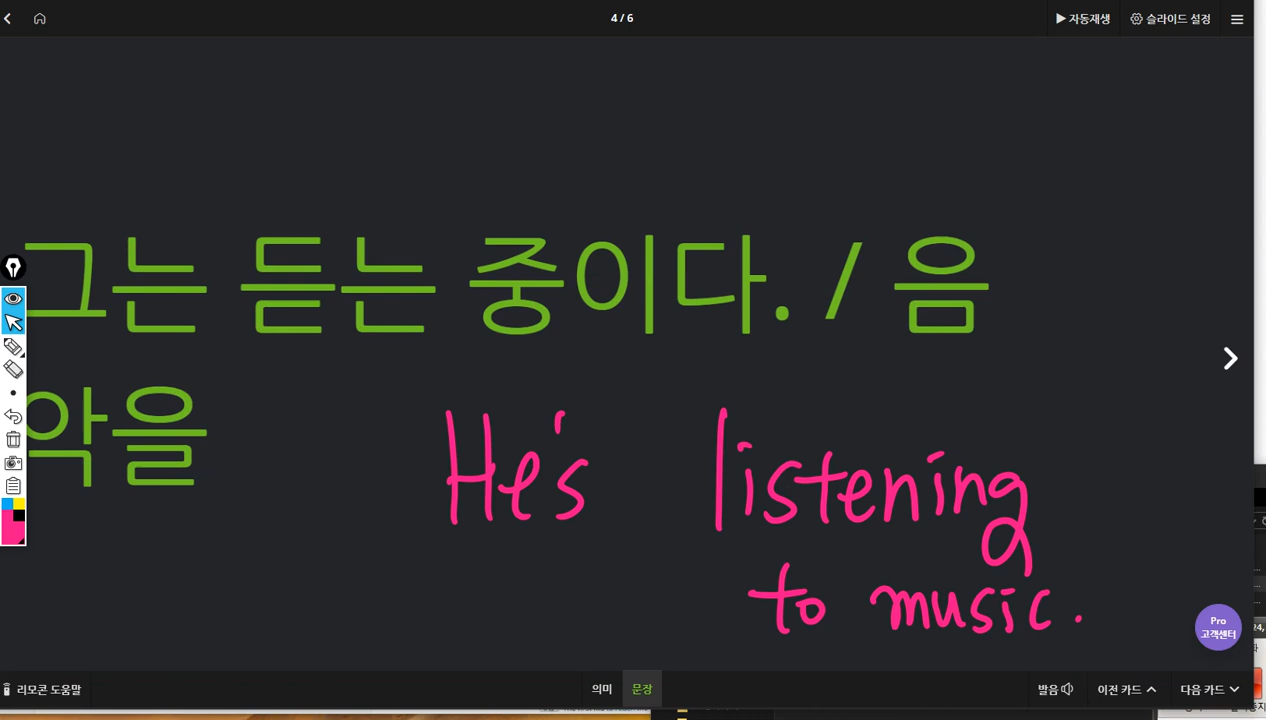 4 / 6
자동재생
슬라이드 설정
그는 듣는 중이다. / 음
악을
He's listening
to music.
Pro
고객센터
리모콘 도움말
의미
문장
발음
이전 카드
다음 카드